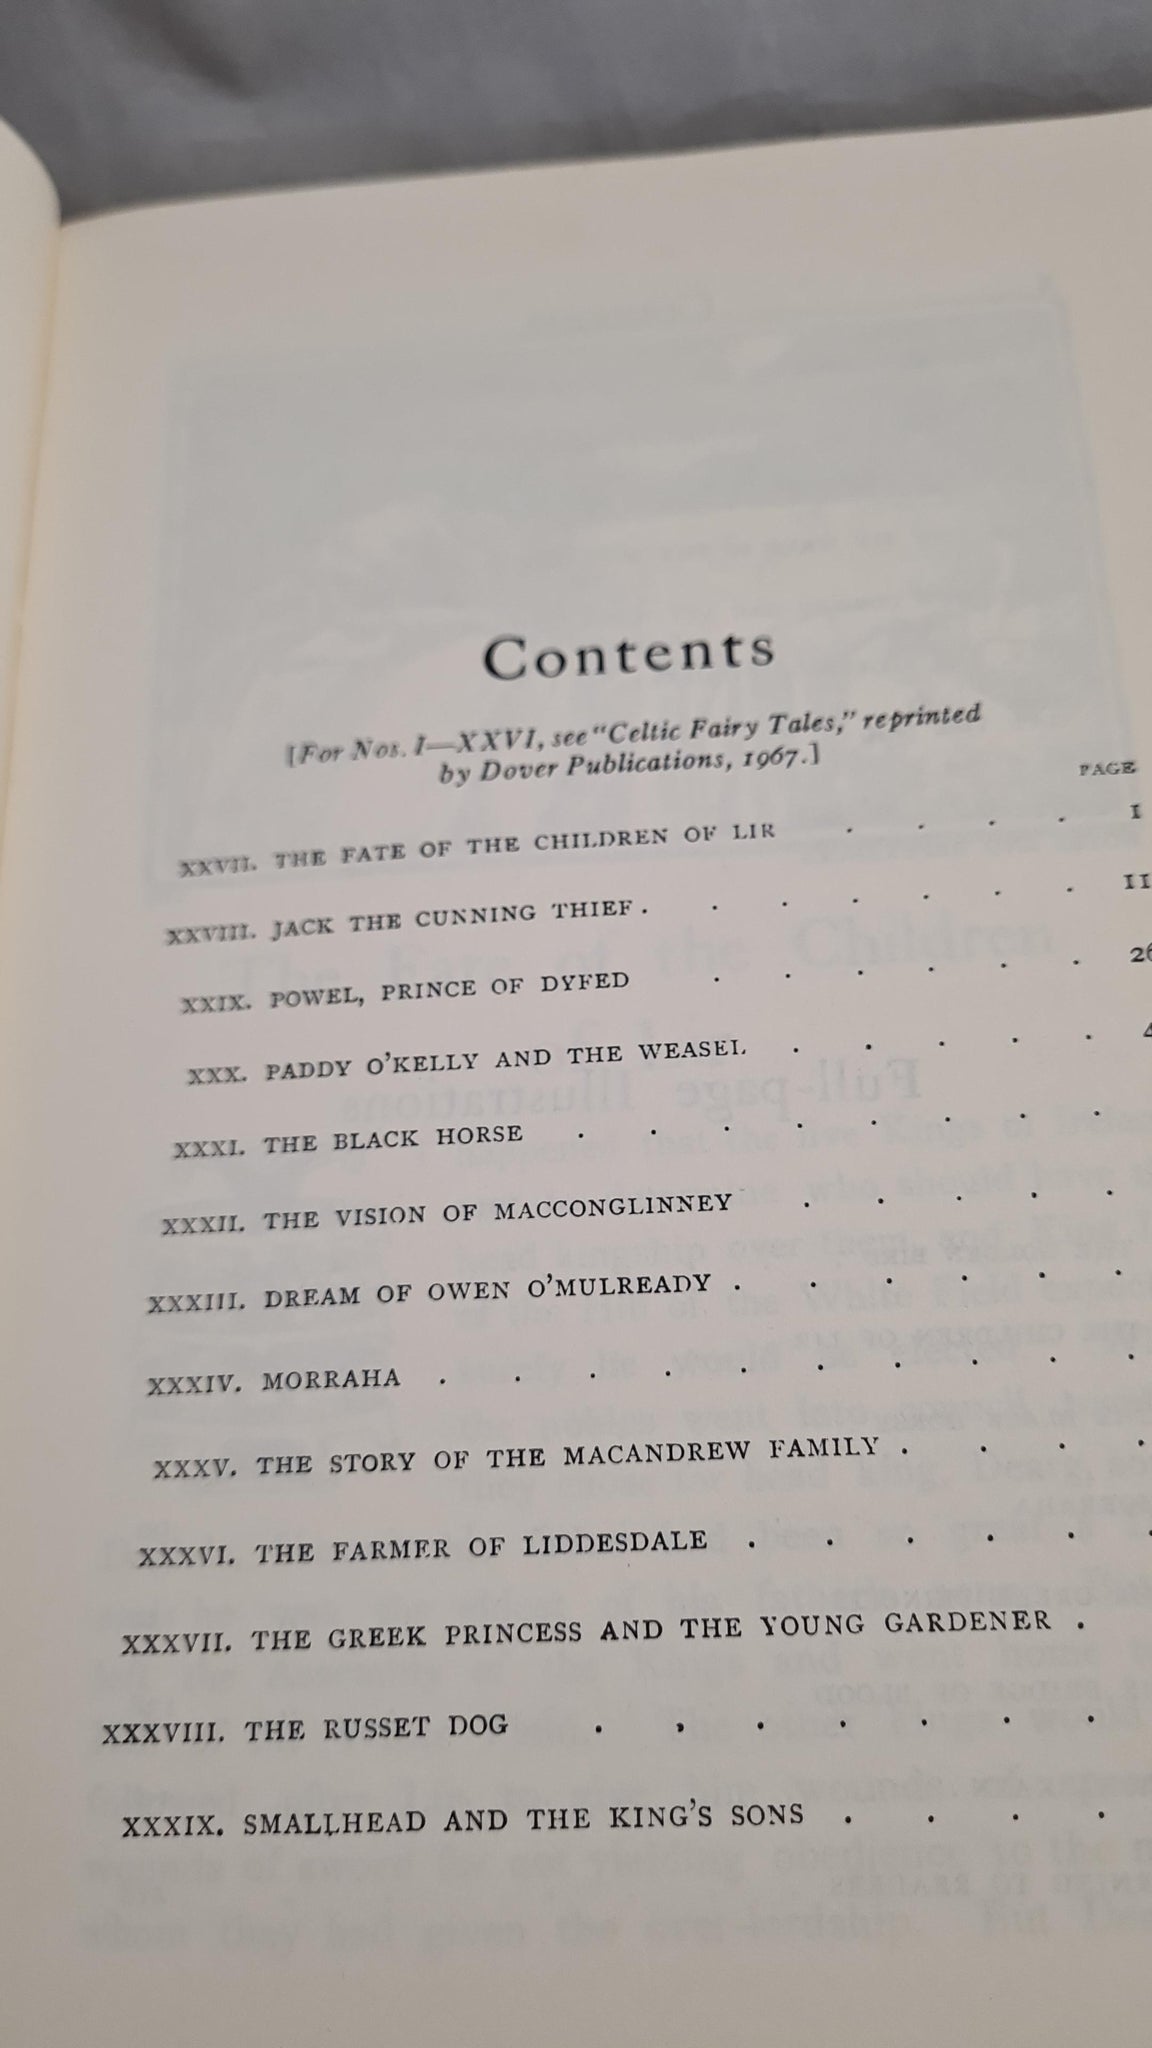 Contents
[For Nos. I—XXVI, see "Celtic Fairy Tales," reprinted
by Dover Publications, 1967.]
PAGE
XXVII. THE FATE OF THE CHILDREN OF LIR . . . . 1
XXVIII. JACK THE CUNNING THIEF . . . . . . . 11
XXIX. POWEL, PRINCE OF DYFED . . . . . . 26
XXX. PADDY O'KELLY AND THE WEASEL . . . . .
XXXI. THE BLACK HORSE . . . . . . . .
XXXII. THE VISION OF MACCONGLINNEY . . . . .
XXXIII. DREAM OF OWEN O'MULREADY . . . . . .
XXXIV. MORRAHA . . . . . . . . . .
XXXV. THE STORY OF THE MACANDREW FAMILY . . . .
XXXVI. THE FARMER OF LIDDESDALE . . . . . .
XXXVII. THE GREEK PRINCESS AND THE YOUNG GARDENER .
XXXVIII. THE RUSSET DOG . . . . . . .
XXXIX. SMALLHEAD AND THE KING'S SONS . . . .